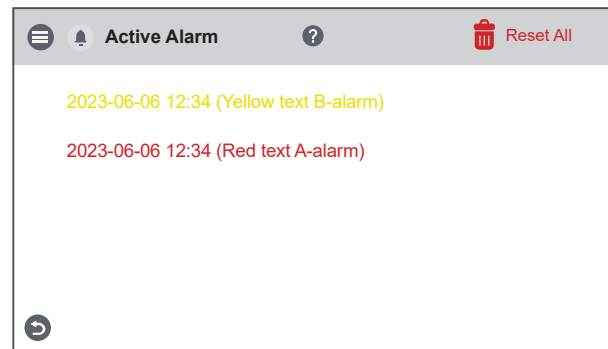 Active Alarm ? Reset All
2023-06-06 12:34 (Yellow text B-alarm)
2023-06-06 12:34 (Red text A-alarm)